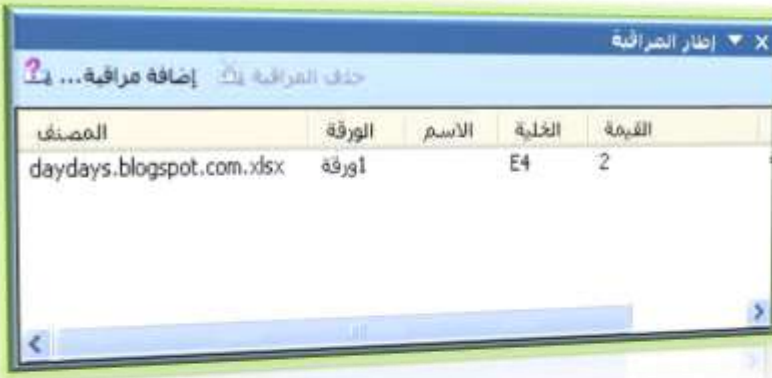 إطار المراقبة
إضافة مراقبة... حذف المراقبة
المصنف الورقة الاسم الخلية القيمة
daydays.blogspot.com.xlsx ورقة1 E4 2